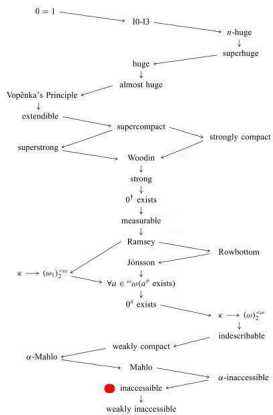 0 = 1
I0-I3
n-huge
superhuge
huge
almost huge
Vopěnka's Principle
extendible
supercompact
strongly compact
superstrong
Woodin
strong
0† exists
measurable
Ramsey
Rowbottom
Jónsson
κ → (ω₁)₂^<ω
∀a ∈ ^ωω(a# exists)
0# exists
κ → (ω)₂^<ω
indescribable
weakly compact
α-Mahlo
Mahlo
α-inaccessible
inaccessible
weakly inaccessible